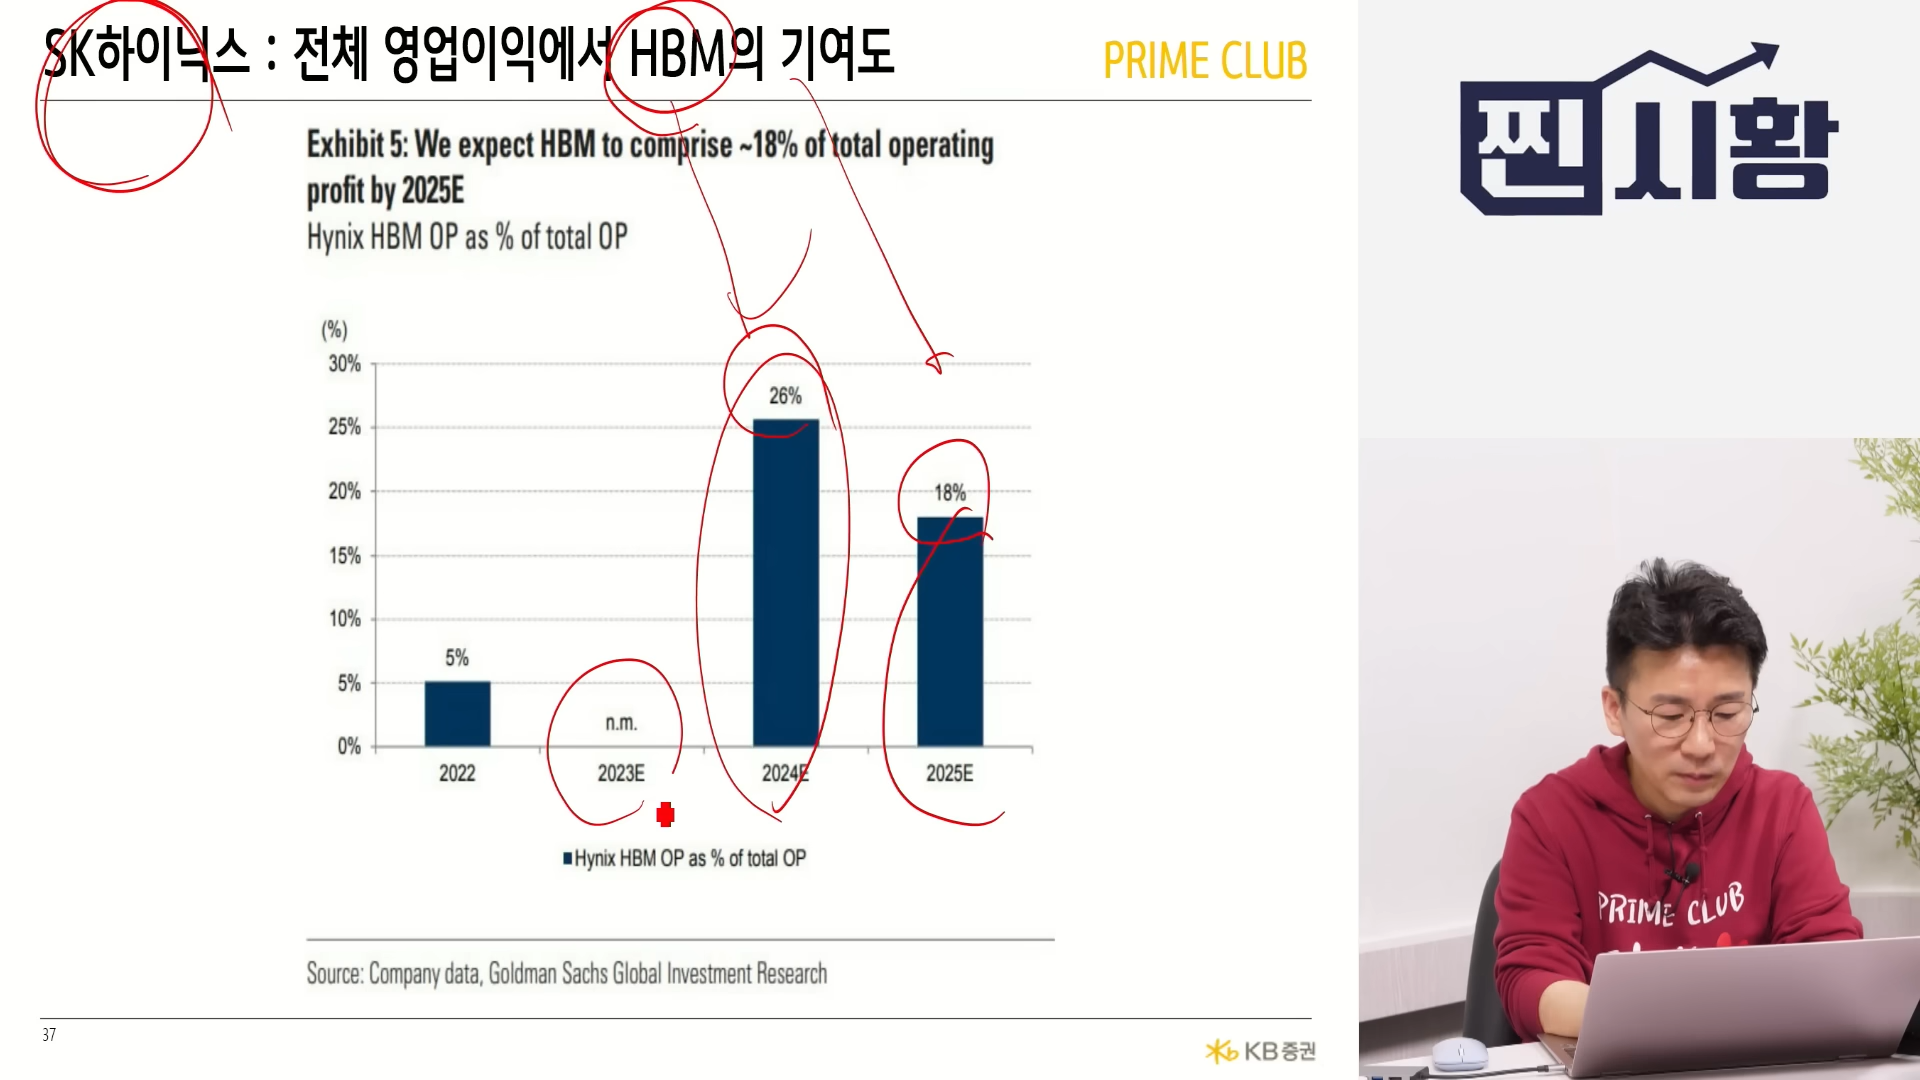 SK하이닉스 : 전체 영업이익에서 HBM의 기여도
PRIME CLUB
찐시황
Exhibit 5: We expect HBM to comprise ~18% of total operating
profit by 2025E
Hynix HBM OP as % of total OP
(%)
30%
25%
20%
15%
10%
5%
0%
5%
n.m.
26%
18%
2022
2023E
2024E
2025E
Hynix HBM OP as % of total OP
Source: Company data, Goldman Sachs Global Investment Research
37
KB증권
PRIME CLUB